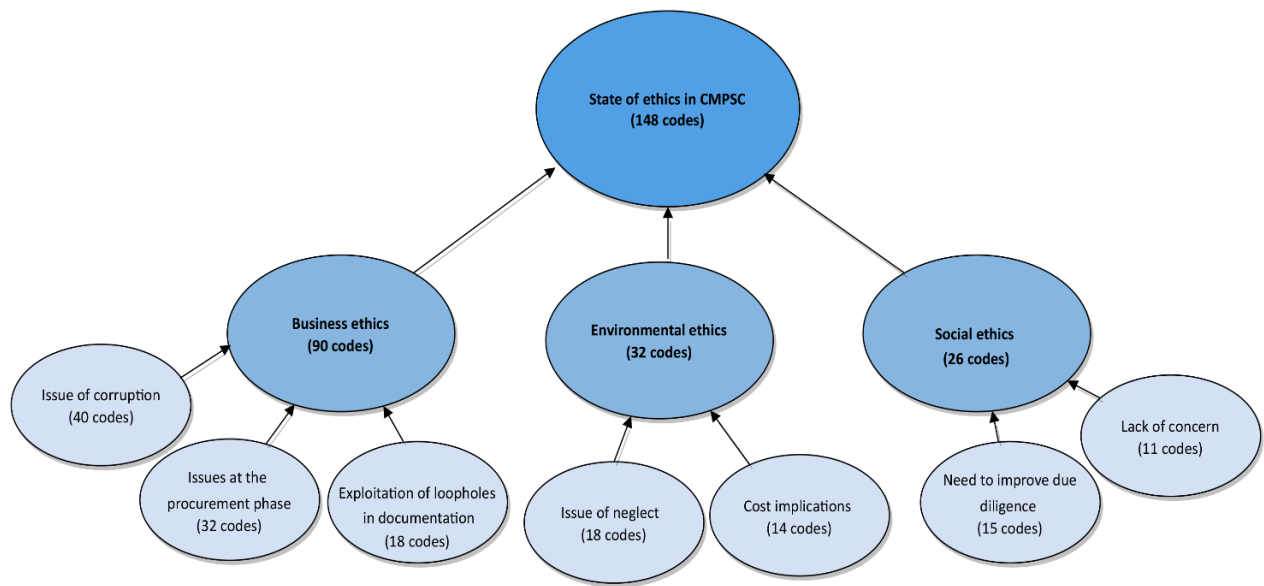 State of ethics in CMPSC
(148 codes)
Business ethics
(90 codes)
Environmental ethics
(32 codes)
Social ethics
(26 codes)
Issue of corruption
(40 codes)
Issues at the
procurement phase
(32 codes)
Exploitation of loopholes
in documentation
(18 codes)
Issue of neglect
(18 codes)
Cost implications
(14 codes)
Need to improve due
diligence
(15 codes)
Lack of concern
(11 codes)